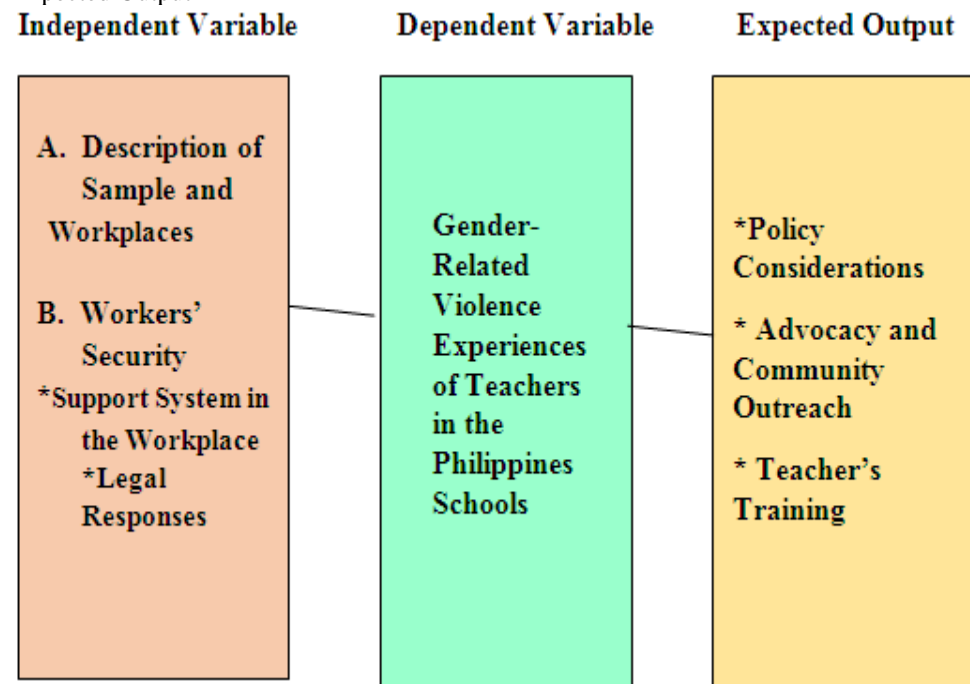 Independent Variable
Dependent Variable
Expected Output
A. Description of
Sample and
Workplaces
B. Workers'
Security
*Support System in
the Workplace
*Legal
Responses
Gender-
Related
Violence
Experiences
of Teachers
in the
Philippines
Schools
*Policy
Considerations
* Advocacy and
Community
Outreach
* Teacher's
Training